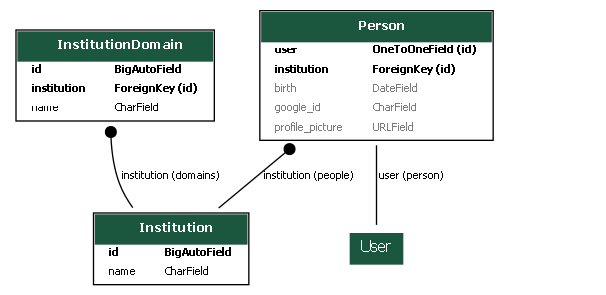 InstitutionDomain
id BigAutoField
institution ForeignKey (id)
name CharField
Person
user OneToOneField (id)
institution ForeignKey (id)
birth DateField
google_id CharField
profile_picture URLField
institution (domains)
institution (people)
user (person)
Institution
id BigAutoField
name CharField
User